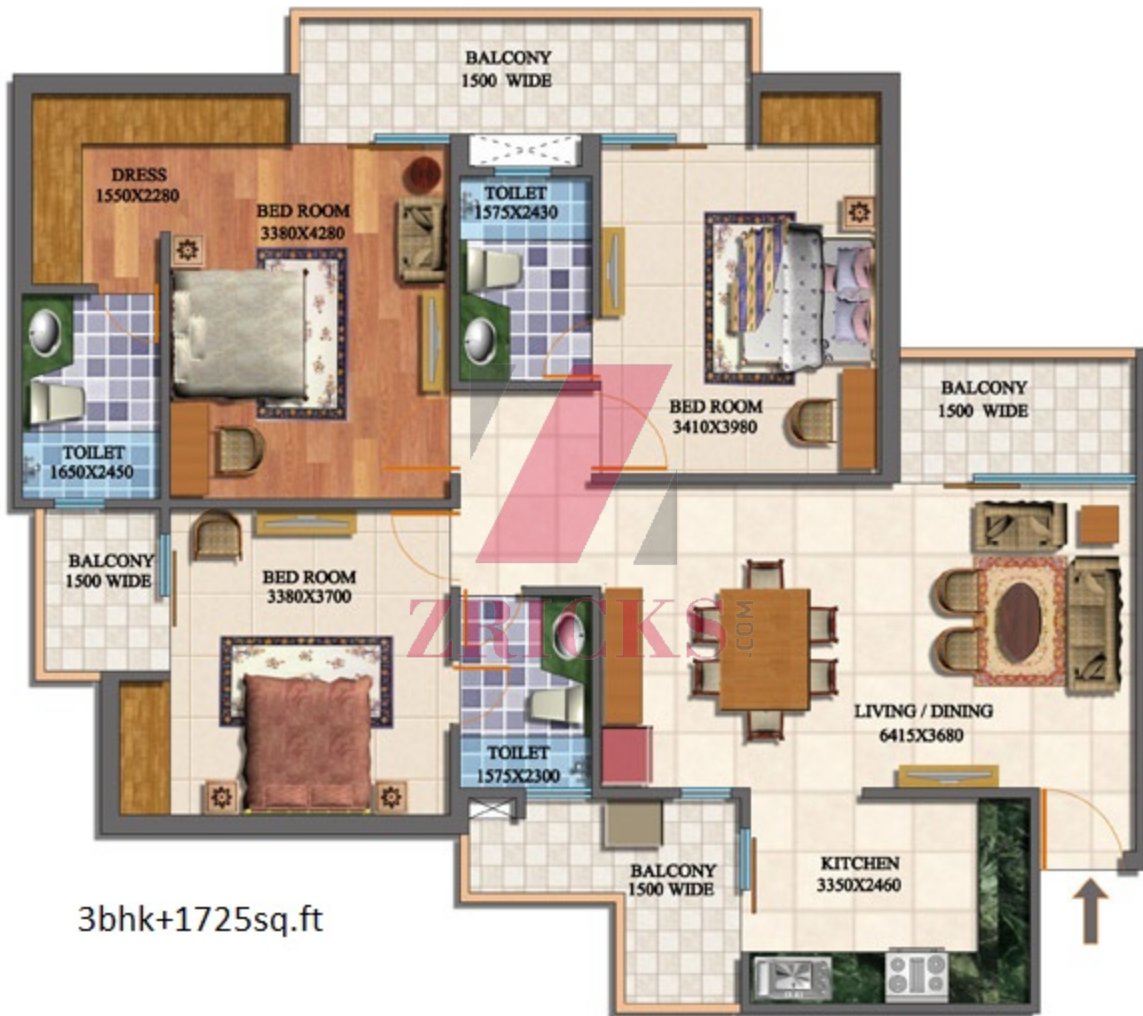 BALCONY
1500 WIDE
DRESS
1550X2280
BED ROOM
3380X4280
TOILET
1575X2430
BED ROOM
3410X3980
BALCONY
1500 WIDE
TOILET
1650X2450
BALCONY
1500 WIDE
BED ROOM
3380X3700
ZRICKS
.COM
LIVING / DINING
6415X3680
TOILET
1575X2300
BALCONY
1500 WIDE
KITCHEN
3350X2460
3bhk+1725sq.ft